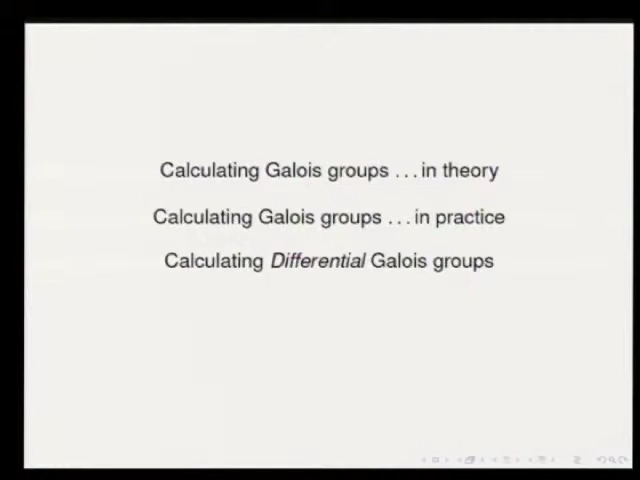 Calculating Galois groups ... in theory
Calculating Galois groups ... in practice
Calculating Differential Galois groups